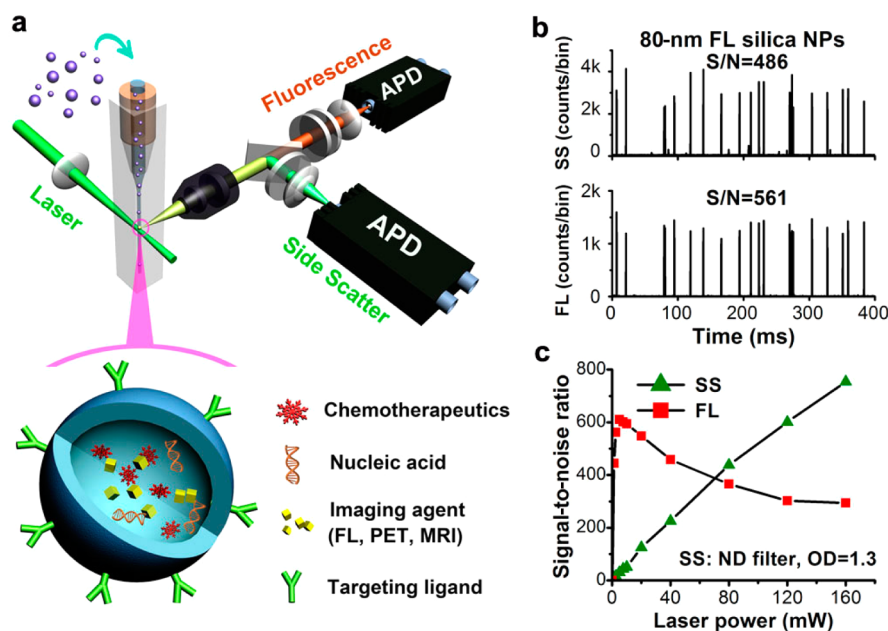 a
Fluorescence
APD
Laser
APD
Side Scatter
Chemotherapeutics
Nucleic acid
Imaging agent
(FL, PET, MRI)
Targeting ligand
b
80-nm FL silica NPs
S/N=486
SS (counts/bin)
4k
2k
0
S/N=561
FL (counts/bin)
2k
1k
0
0 100 200 300 400
Time (ms)
c
SS
FL
Signal-to-noise ratio
800
600
400
200
0
SS: ND filter, OD=1.3
0 40 80 120 160
Laser power (mW)